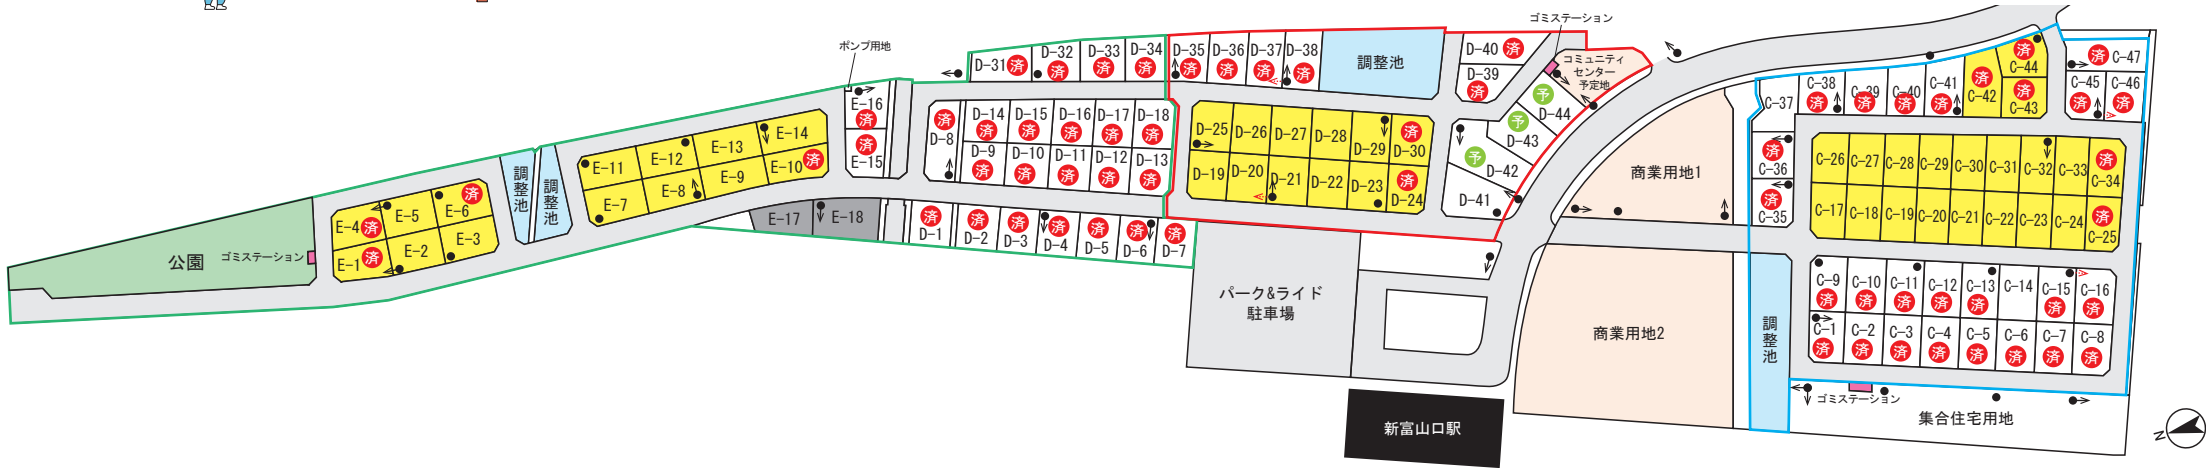 ゴミステーション
ポンプ用地
D-31 済
D-32 済
D-33 済
D-34 済
D-35 済
D-36 済
D-37 済
D-38 済
調整池
D-40 済
D-39 済
コミュニティ
センター
予定地
予 D-44
予 D-43
予 D-42
D-41
C-37
C-38 済
C-39 済
C-40 済
C-41 済
済 C-42
済 C-44
済 C-43
済 C-47
C-45 済
C-46 済
E-16 済
済 E-15
済 D-8
D-14 済
D-15 済
D-16 済
D-17 済
D-18 済
D-9 済
D-10 済
D-11 済
D-12 済
D-13 済
D-25
D-26
D-27
D-28
D-29
済 D-30
D-19
D-20
D-21
D-22
D-23
済 D-24
商業用地1
済 C-36
済 C-35
C-26
C-27
C-28
C-29
C-30
C-31
C-32
C-33
済 C-34
C-17
C-18
C-19
C-20
C-21
C-22
C-23
C-24
済 C-25
E-11
E-12
E-13
E-14
E-7
E-8
E-9
E-10 済
調整池
調整池
E-4 済
E-5
済 E-6
E-1 済
E-2
E-3
公園
ゴミステーション
E-17
E-18
済 D-1
済 D-2
済 D-3
済 D-4
済 D-5
済 D-6
済 D-7
パーク&ライド
駐車場
商業用地2
調整池
C-9 済
C-10 済
C-11 済
C-12 済
C-13 済
C-14
C-15 済
C-16 済
C-1 済
C-2 済
C-3 済
C-4 済
C-5 済
C-6 済
C-7 済
C-8 済
ゴミステーション
集合住宅用地
新富山口駅
N